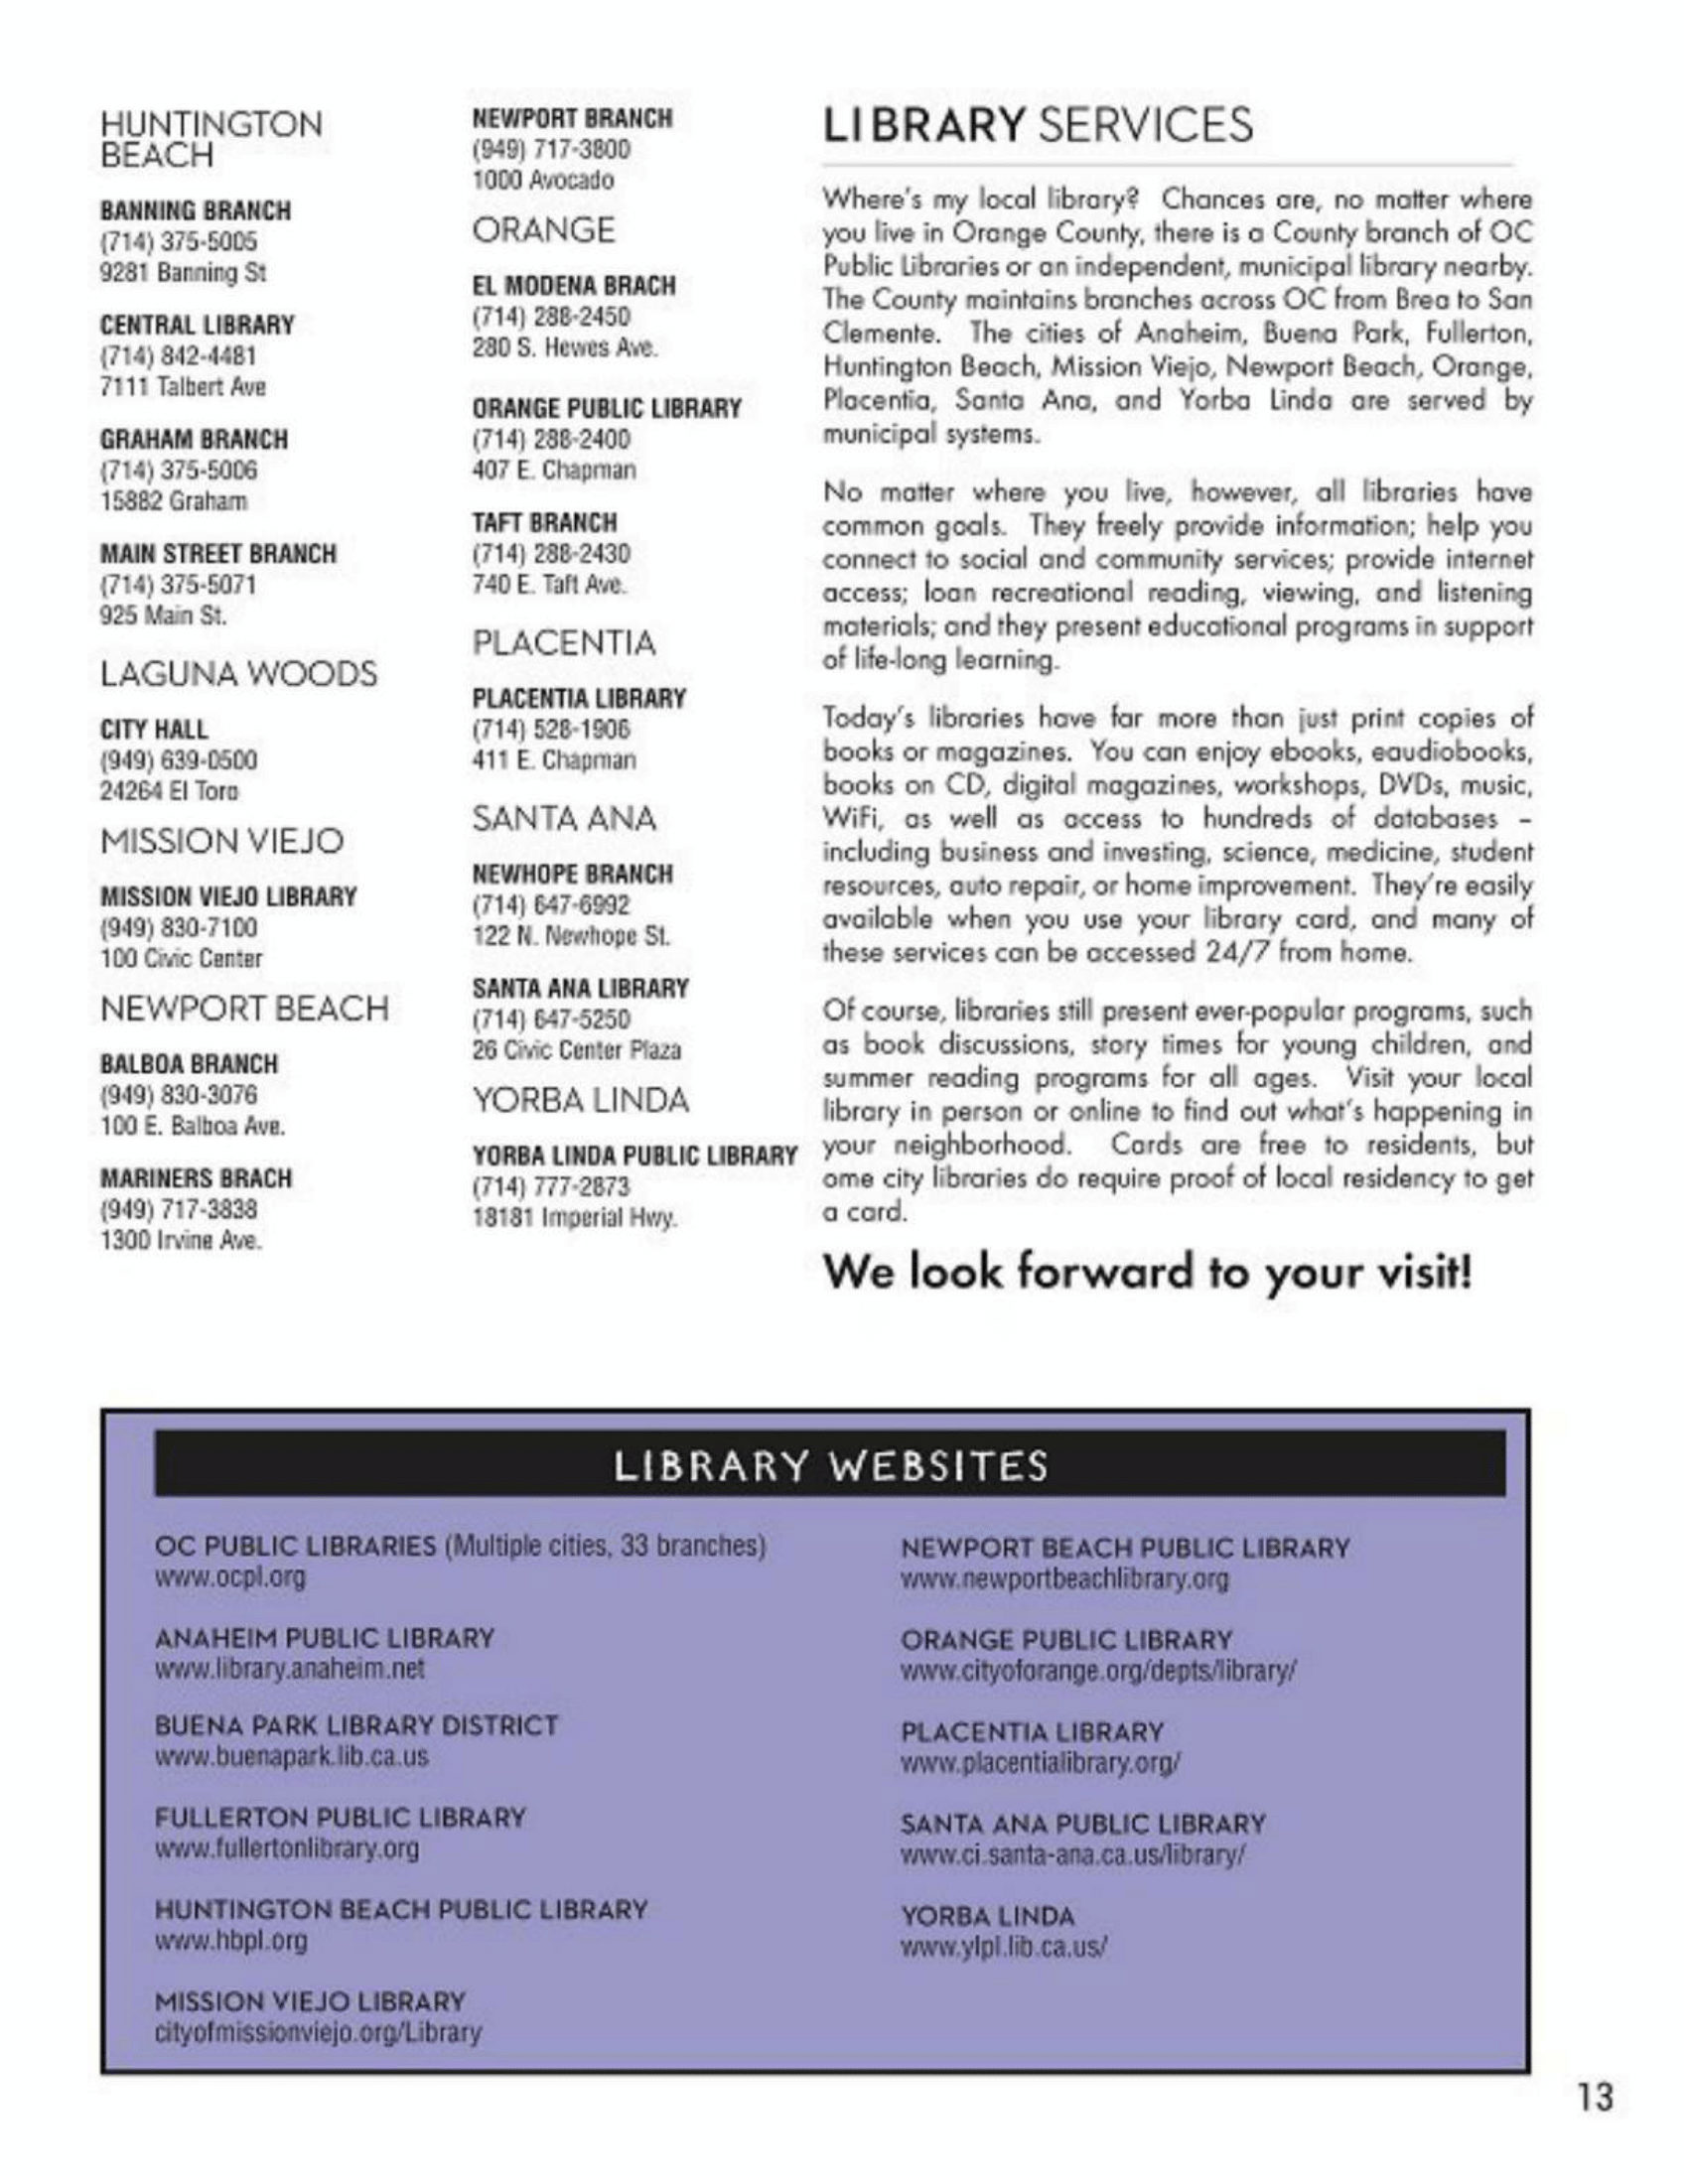 HUNTINGTON
BEACH
BANNING BRANCH
(714) 375-5005
9281 Banning St
CENTRAL LIBRARY
(714) 842-4481
7111 Talbert Ave
GRAHAM BRANCH
(714) 375-5006
15882 Graham
MAIN STREET BRANCH
(714) 375-5071
925 Main St.
LAGUNA WOODS
CITY HALL
(949) 639-0500
24264 El Toro
MISSION VIEJO
MISSION VIEJO LIBRARY
(949) 830-7100
100 Civic Center
NEWPORT BEACH
BALBOA BRANCH
(949) 830-3076
100 E. Balboa Ave.
MARINERS BRACH
(949) 717-3838
1300 Irvine Ave.
NEWPORT BRANCH
(949) 717-3800
1000 Avocado
ORANGE
EL MODENA BRACH
(714) 288-2450
280 S. Hewes Ave.
ORANGE PUBLIC LIBRARY
(714) 288-2400
407 E. Chapman
TAFT BRANCH
(714) 288-2430
740 E. Taft Ave.
PLACENTIA
PLACENTIA LIBRARY
(714) 528-1906
411 E. Chapman
SANTA ANA
NEWHOPE BRANCH
(714) 647-6992
122 N. Newhope St.
SANTA ANA LIBRARY
(714) 647-5250
26 Civic Center Plaza
YORBA LINDA
YORBA LINDA PUBLIC LIBRARY
(714) 777-2873
18181 Imperial Hwy.
LIBRARY SERVICES
Where's my local library? Chances are, no matter where
you live in Orange County, there is a County branch of OC
Public Libraries or an independent, municipal library nearby.
The County maintains branches across OC from Brea to San
Clemente. The cities of Anaheim, Buena Park, Fullerton,
Huntington Beach, Mission Viejo, Newport Beach, Orange,
Placentia, Santa Ana, and Yorba Linda are served by
municipal systems.
No matter where you live, however, all libraries have
common goals. They freely provide information; help you
connect to social and community services; provide internet
access; loan recreational reading, viewing, and listening
materials; and they present educational programs in support
of life-long learning.
Today's libraries have far more than just print copies of
books or magazines. You can enjoy ebooks, eaudiobooks,
books on CD, digital magazines, workshops, DVDs, music,
WiFi, as well as access to hundreds of databases –
including business and investing, science, medicine, student
resources, auto repair, or home improvement. They're easily
available when you use your library card, and many of
these services can be accessed 24/7 from home.
Of course, libraries still present ever-popular programs, such
as book discussions, story times for young children, and
summer reading programs for all ages. Visit your local
library in person or online to find out what's happening in
your neighborhood. Cards are free to residents, but
ome city libraries do require proof of local residency to get
a card.
We look forward to your visit!
LIBRARY WEBSITES
OC PUBLIC LIBRARIES (Multiple cities, 33 branches)
www.ocpl.org
ANAHEIM PUBLIC LIBRARY
www.library.anaheim.net
BUENA PARK LIBRARY DISTRICT
www.buenapark.lib.ca.us
FULLERTON PUBLIC LIBRARY
www.fullertonlibrary.org
HUNTINGTON BEACH PUBLIC LIBRARY
www.hbpl.org
MISSION VIEJO LIBRARY
cityofmissionviejo.org/Library
NEWPORT BEACH PUBLIC LIBRARY
www.newportbeachlibrary.org
ORANGE PUBLIC LIBRARY
www.cityoforange.org/depts/library/
PLACENTIA LIBRARY
www.placentialibrary.org/
SANTA ANA PUBLIC LIBRARY
www.ci.santa-ana.ca.us/library/
YORBA LINDA
www.ylpl.lib.ca.us/
13